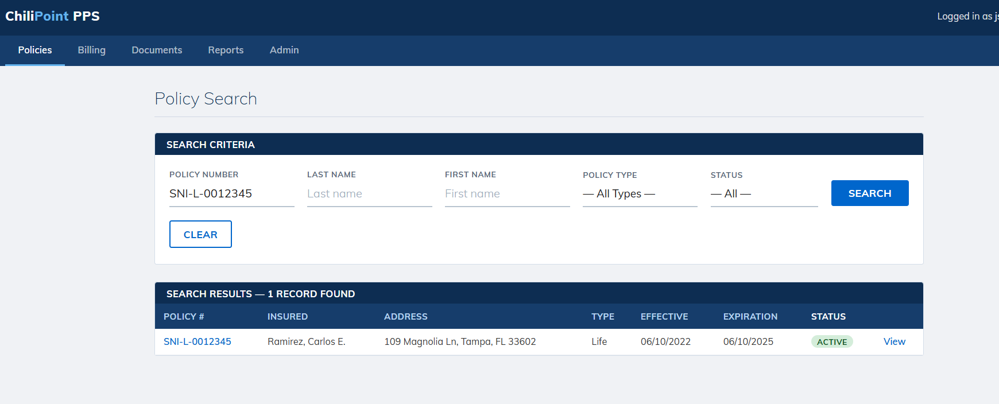 ChiliPoint PPS
Logged in as
Policies Billing Documents Reports Admin
Policy Search
SEARCH CRITERIA
POLICY NUMBER LAST NAME FIRST NAME POLICY TYPE STATUS
SNI-L-0012345 Last name First name — All Types — — All — SEARCH
CLEAR
SEARCH RESULTS — 1 RECORD FOUND
POLICY # INSURED ADDRESS TYPE EFFECTIVE EXPIRATION STATUS
SNI-L-0012345 Ramirez, Carlos E. 109 Magnolia Ln, Tampa, FL 33602 Life 06/10/2022 06/10/2025 ACTIVE View